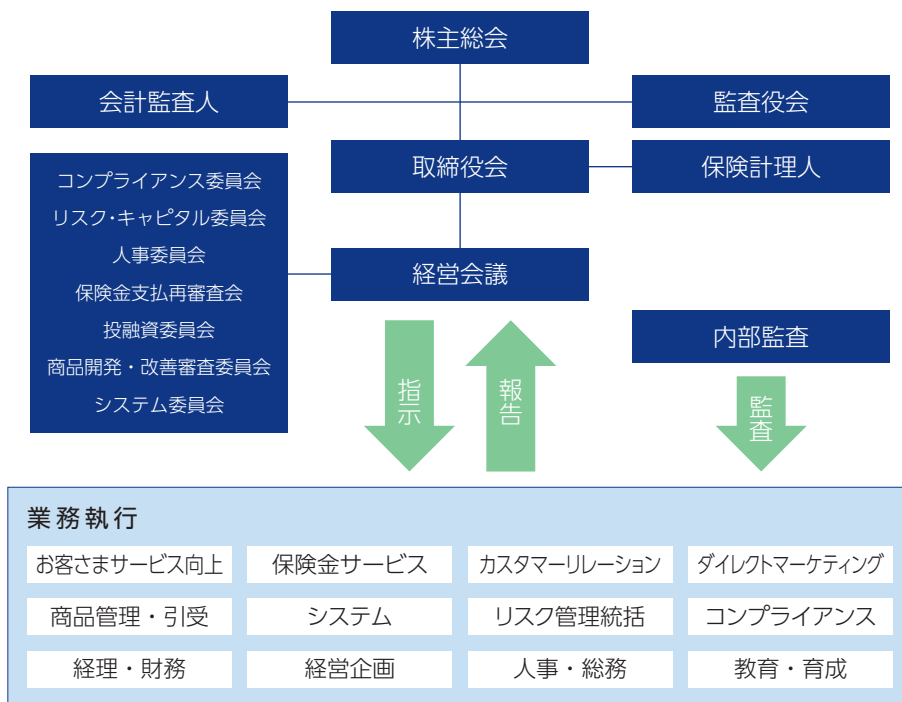 株主総会
会計監査人
監査役会
取締役会
保険計理人
コンプライアンス委員会
リスク・キャピタル委員会
人事委員会
保険金支払再審査会
投融資委員会
商品開発・改善審査委員会
システム委員会
経営会議
内部監査
指示
報告
監査
業務執行
お客さまサービス向上
保険金サービス
カスタマーリレーション
ダイレクトマーケティング
商品管理・引受
システム
リスク管理統括
コンプライアンス
経理・財務
経営企画
人事・総務
教育・育成